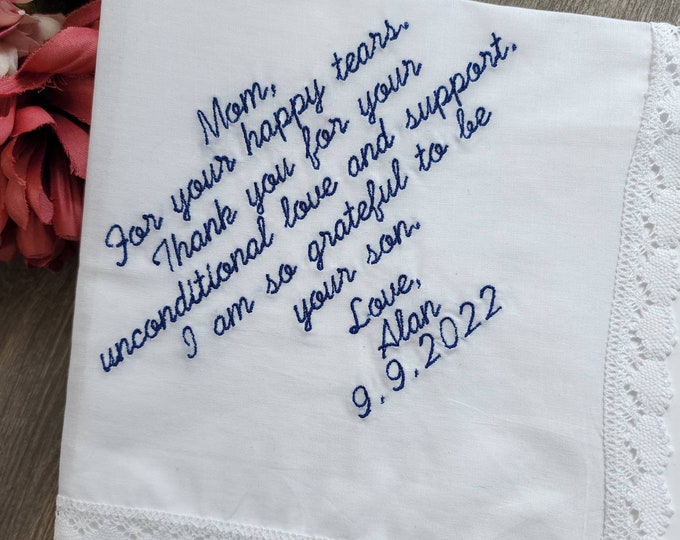 Mom,
For your happy tears.
Thank you for your
unconditional love and support.
I am so grateful to be
your son.
Love,
Alan
9.9.2022